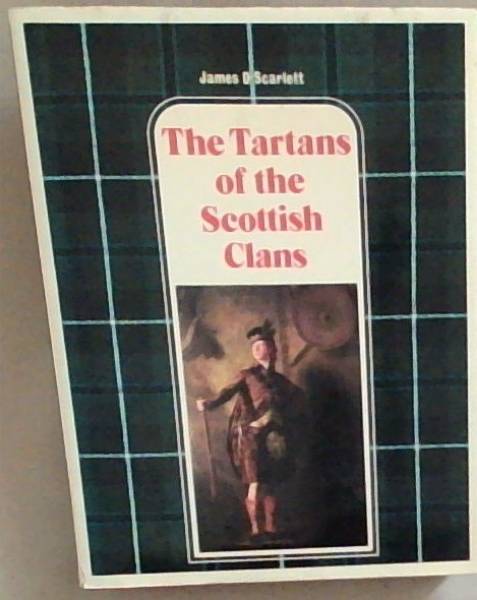 James D Scarlett
The Tartans
of the
Scottish
Clans